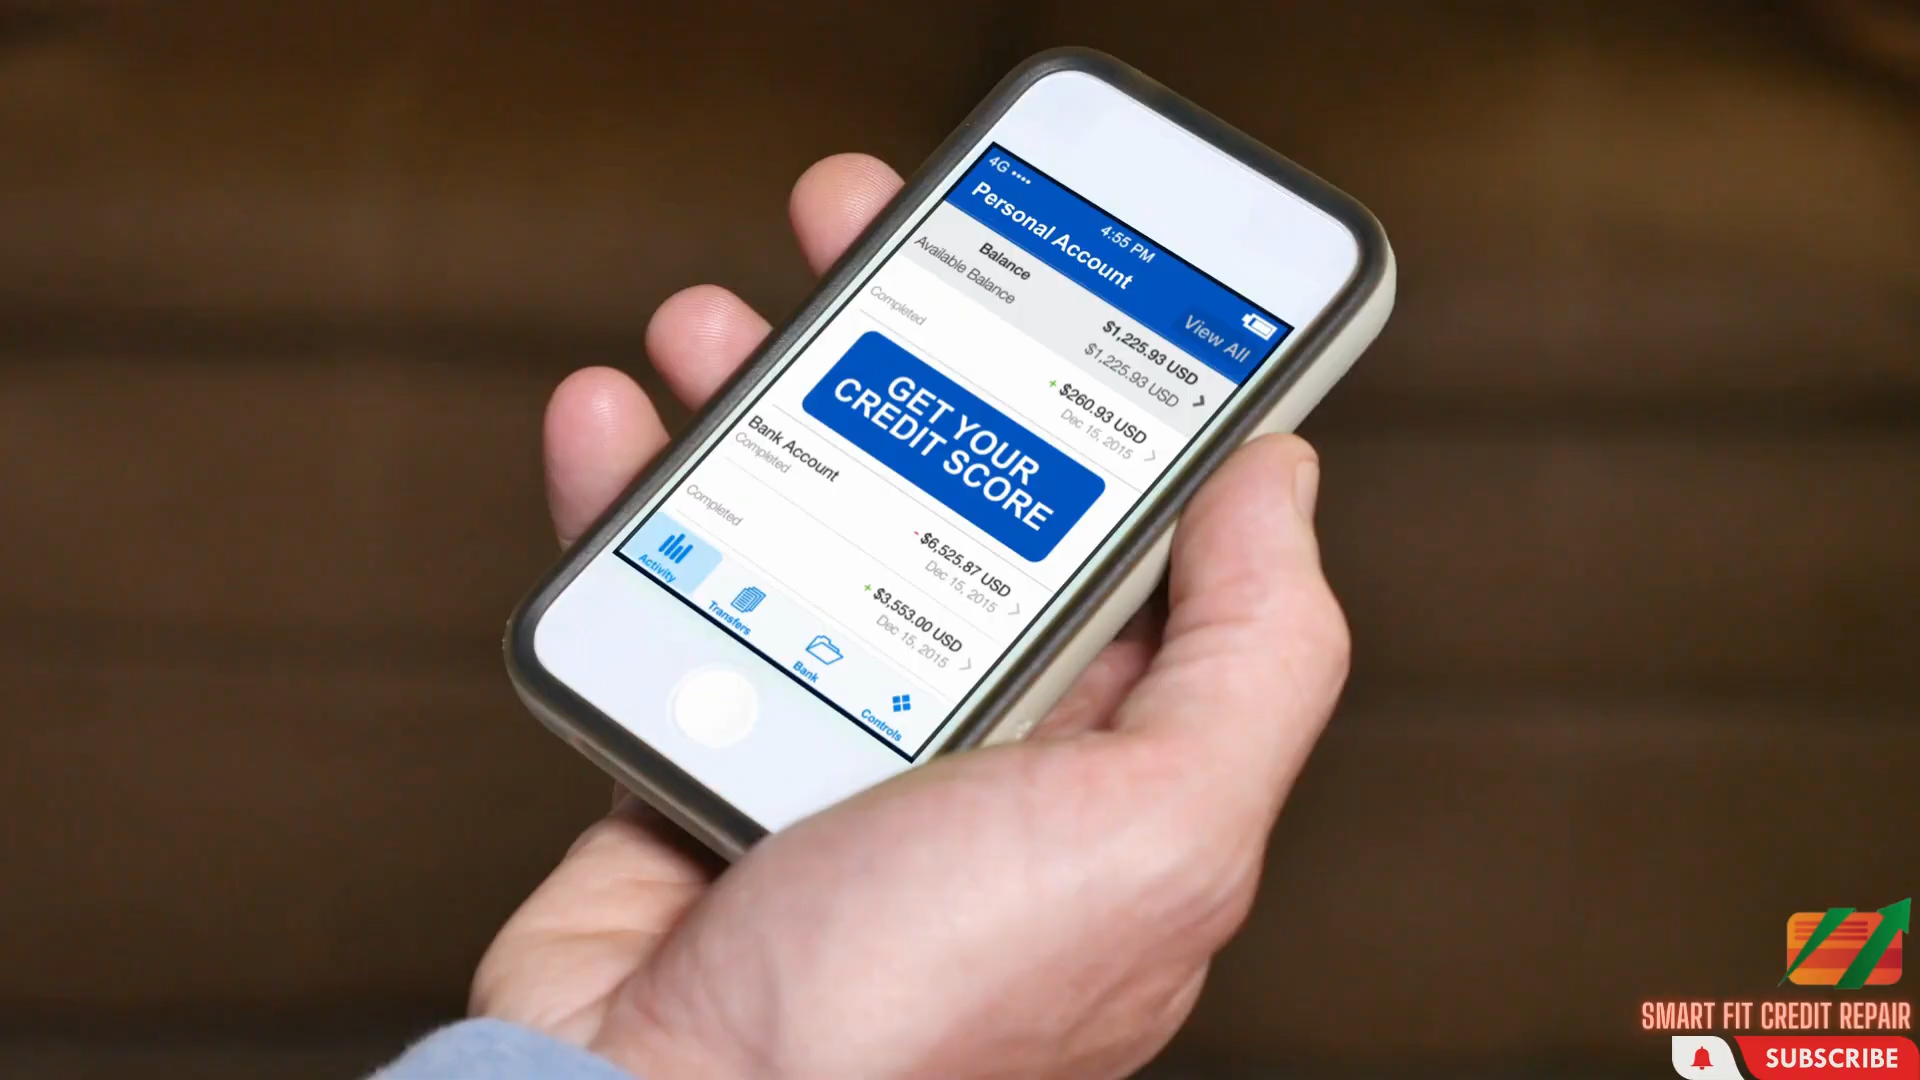 4G
4:55 PM
Personal Account
View All
Balance
$1,225.93 USD
Available Balance
$1,225.93 USD
+ $260.93 USD
Completed
Dec 15, 2015
GET YOUR
CREDIT SCORE
Bank Account
- $6,525.87 USD
Completed
Dec 15, 2015
+ $3,553.00 USD
Completed
Dec 15, 2015
Activity
Transfers
Bank
Controls
SMART FIT CREDIT REPAIR
SUBSCRIBE